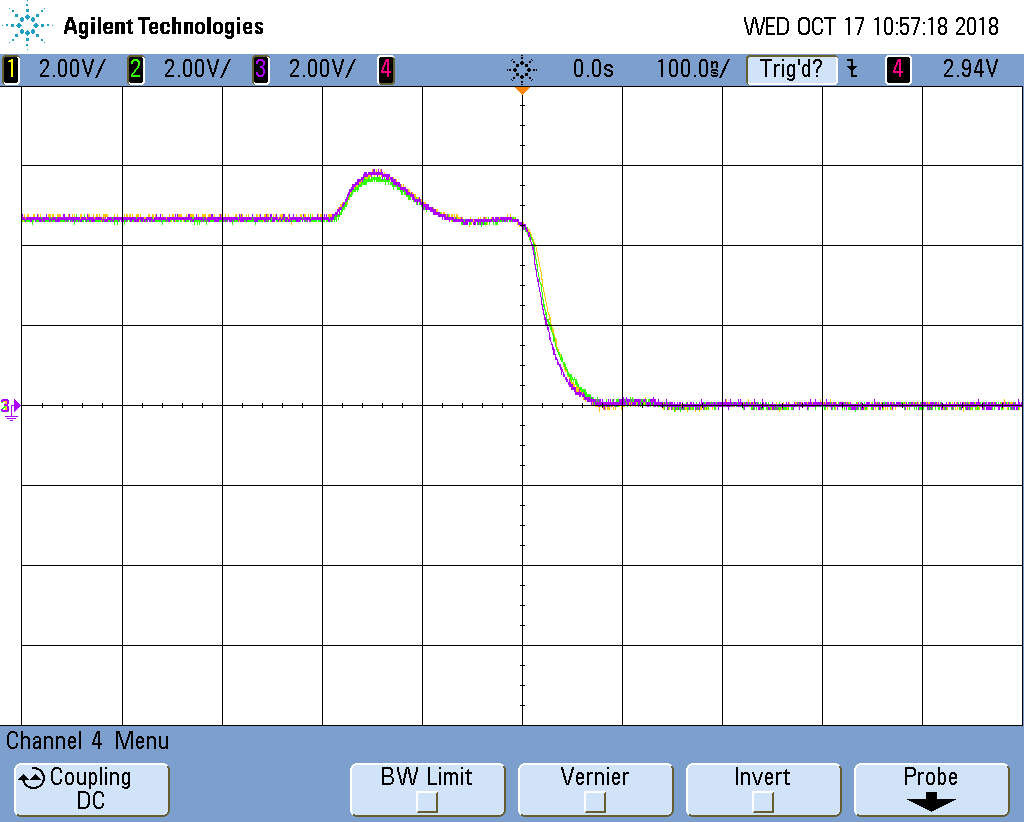 Agilent Technologies WED OCT 17 10:57:18 2018
1 2.00V/ 2 2.00V/ 3 2.00V/ 4 0.0s 100.0ns/ Trig'd? 4 2.94V
3
Channel 4 Menu
Coupling BW Limit Vernier Invert Probe
DC